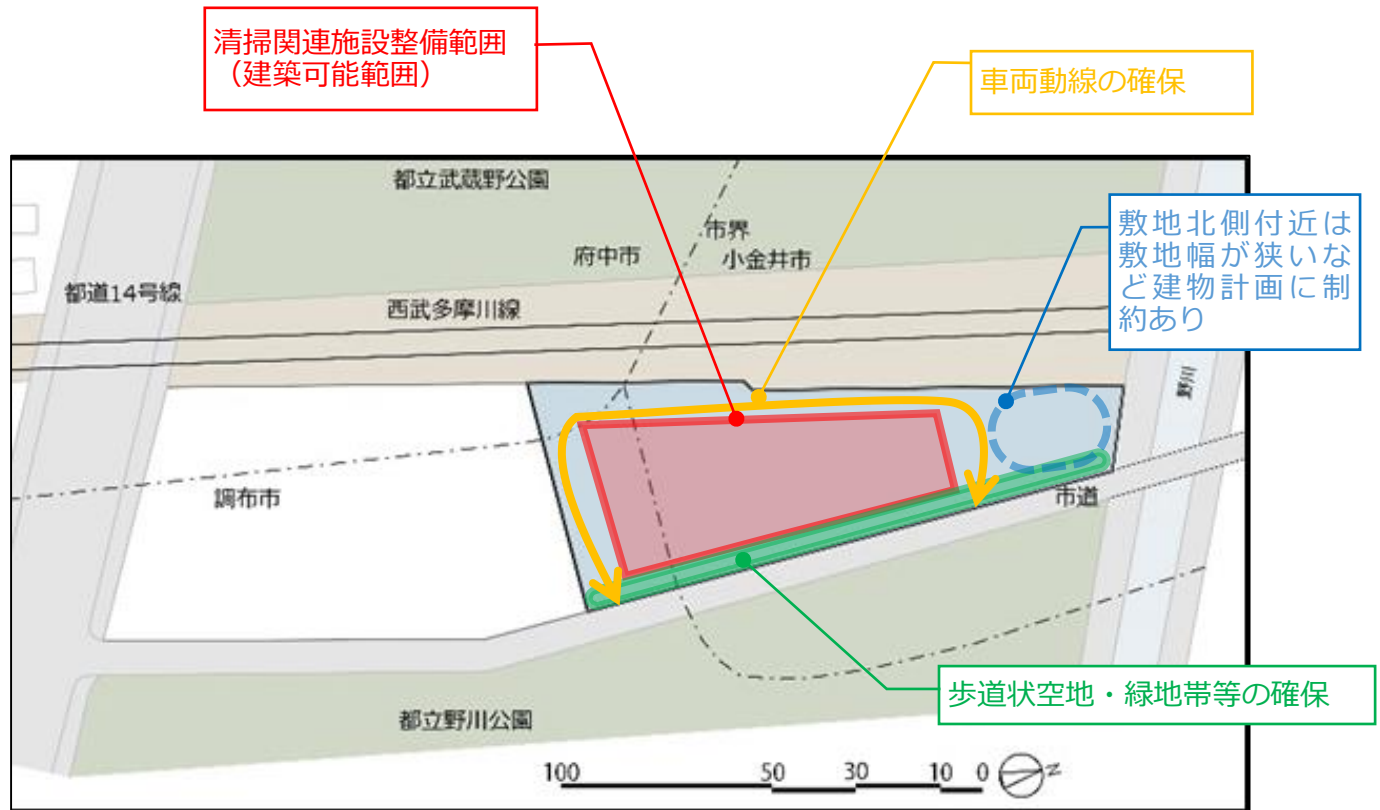 清掃関連施設整備範囲
（建築可能範囲）
車両動線の確保
都立武蔵野公園
市界
府中市
小金井市
敷地北側付近は
敷地幅が狭いな
ど建物計画に制
約あり
都道14号線
西武多摩川線
野川
調布市
市道
歩道状空地・緑地帯等の確保
都立野川公園
100 50 30 10 0 N